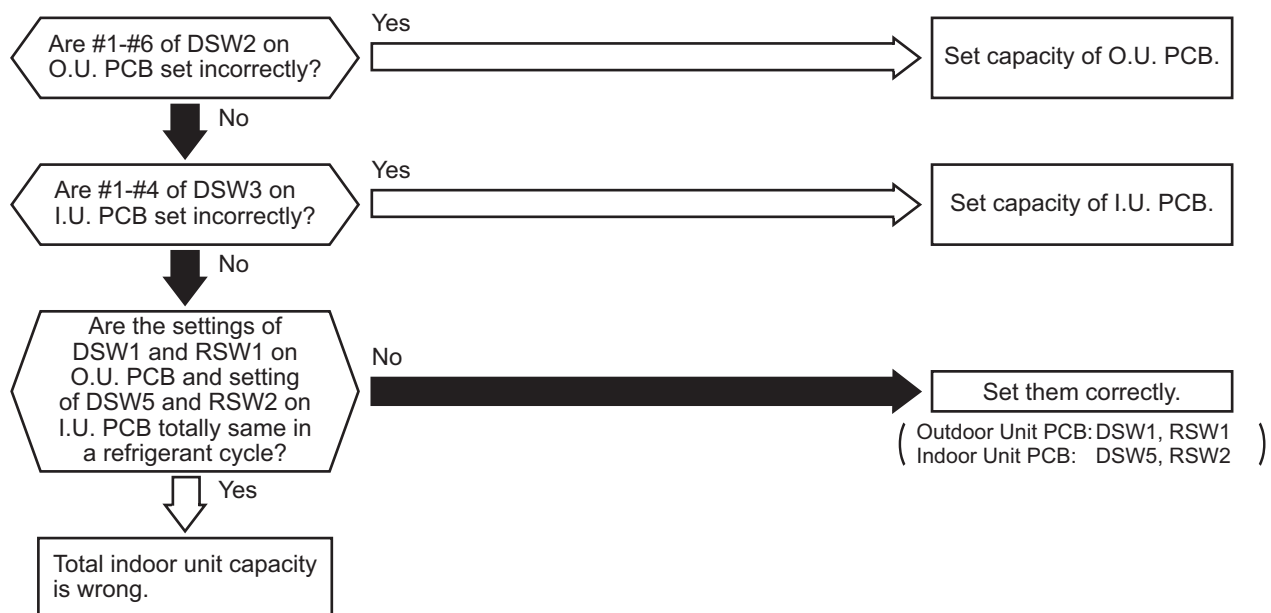 Are #1-#6 of DSW2 on
O.U. PCB set incorrectly?
Yes
Set capacity of O.U. PCB.
No
Are #1-#4 of DSW3 on
I.U. PCB set incorrectly?
Yes
Set capacity of I.U. PCB.
No
Are the settings of
DSW1 and RSW1 on
O.U. PCB and setting
of DSW5 and RSW2 on
I.U. PCB totally same in
a refrigerant cycle?
No
Set them correctly.
( Outdoor Unit PCB: DSW1, RSW1
Indoor Unit PCB: DSW5, RSW2 )
Yes
Total indoor unit capacity
is wrong.